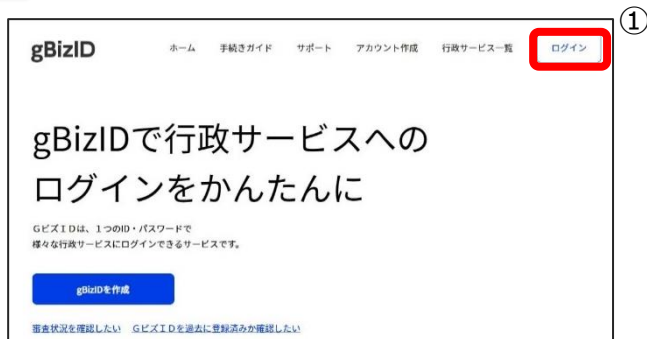 ①
gBizID ホーム 手続きガイド サポート アカウント作成 行政サービス一覧 ログイン
gBizIDで行政サービスへの
ログインをかんたんに
GビズIDは、1つのID・パスワードで
様々な行政サービスにログインできるサービスです。
gBizIDを作成
審査状況を確認したい GビズIDを過去に登録済みか確認したい